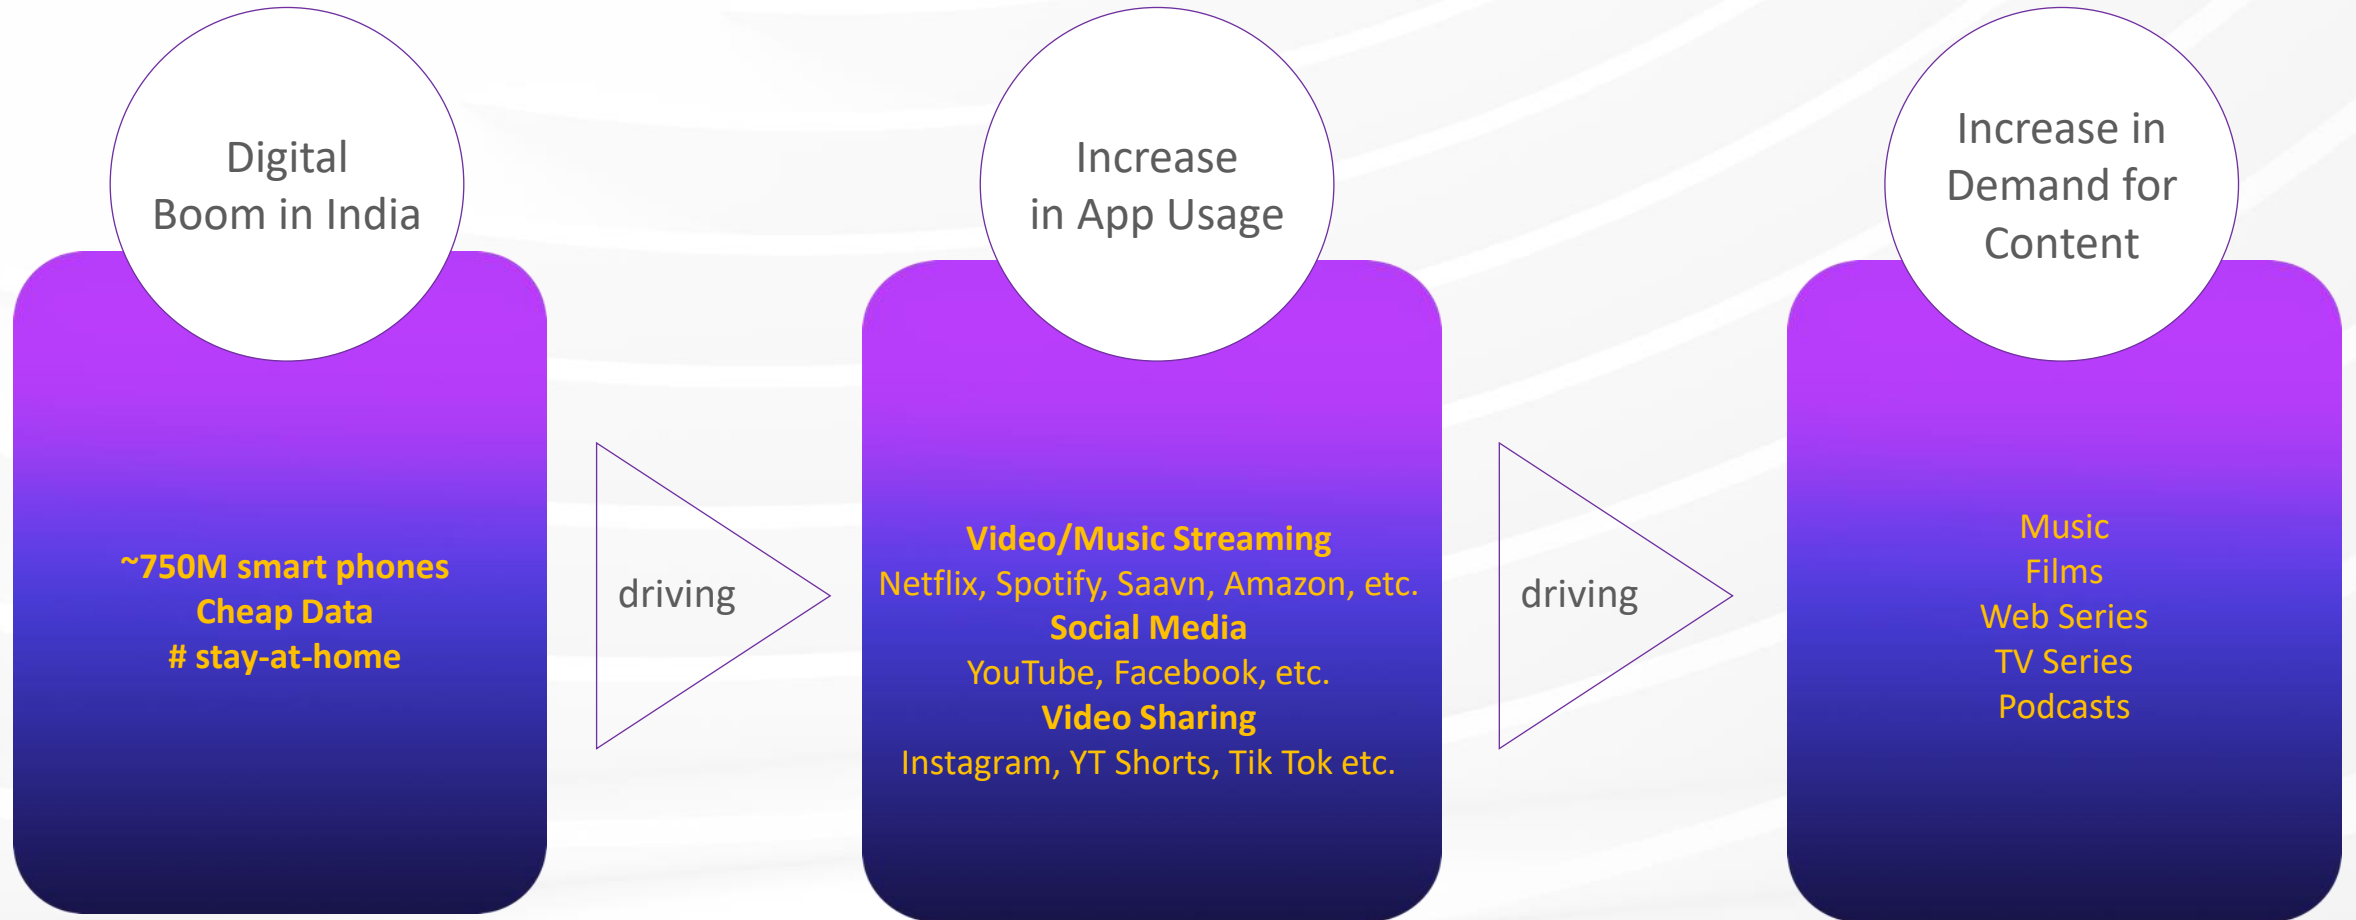 Digital
Boom in India
~750M smart phones
Cheap Data
# stay-at-home
driving
Increase
in App Usage
Video/Music Streaming
Netflix, Spotify, Saavn, Amazon, etc.
Social Media
YouTube, Facebook, etc.
Video Sharing
Instagram, YT Shorts, Tik Tok etc.
driving
Increase in
Demand for
Content
Music
Films
Web Series
TV Series
Podcasts